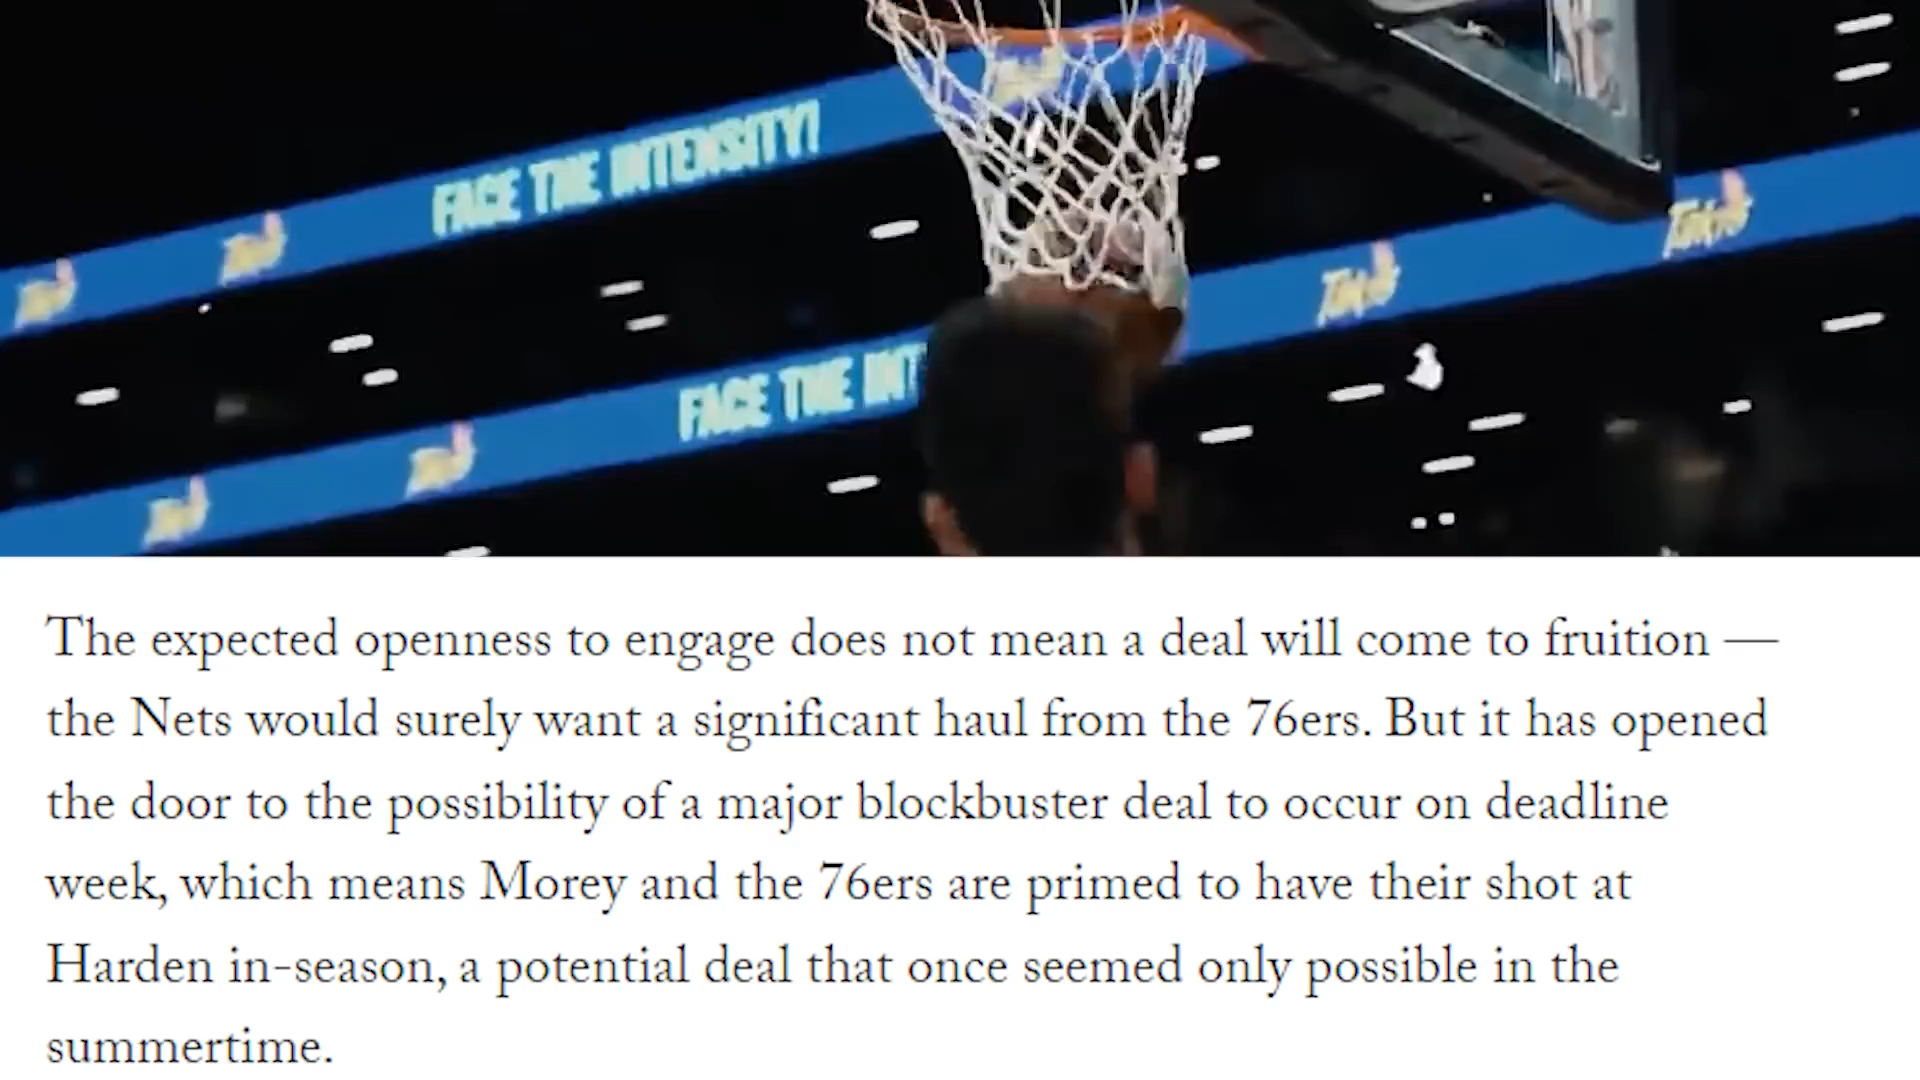 FACE THE INTENSITY!
Takis
Takis
FACE THE INT
The expected openness to engage does not mean a deal will come to fruition —
the Nets would surely want a significant haul from the 76ers. But it has opened
the door to the possibility of a major blockbuster deal to occur on deadline
week, which means Morey and the 76ers are primed to have their shot at
Harden in-season, a potential deal that once seemed only possible in the
summertime.